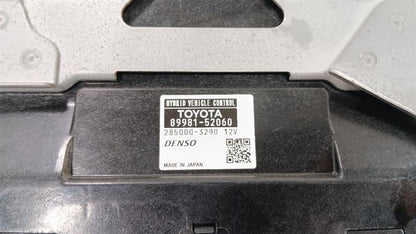 HYBRID VEHICLE CONTROL
TOYOTA
89981-52060
285000-3290 12V
DENSO
MADE IN JAPAN